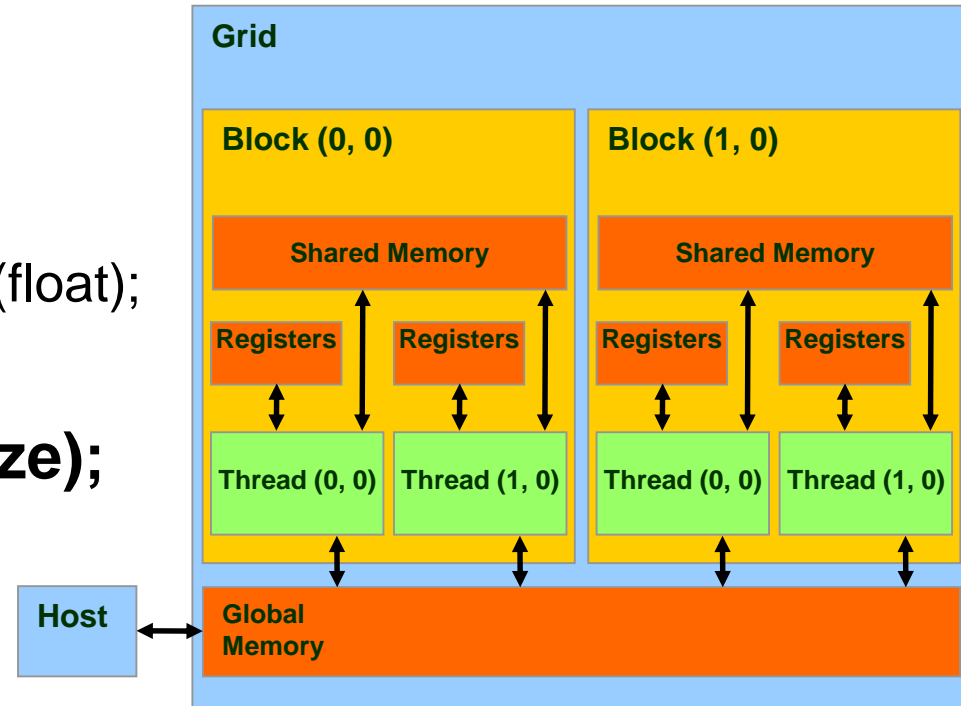 Grid
Block (0, 0)
Block (1, 0)
Shared Memory
Shared Memory
(float);
Registers
Registers
Registers
Registers
ze);
Thread (0, 0)
Thread (1, 0)
Thread (0, 0)
Thread (1, 0)
Host
Global
Memory